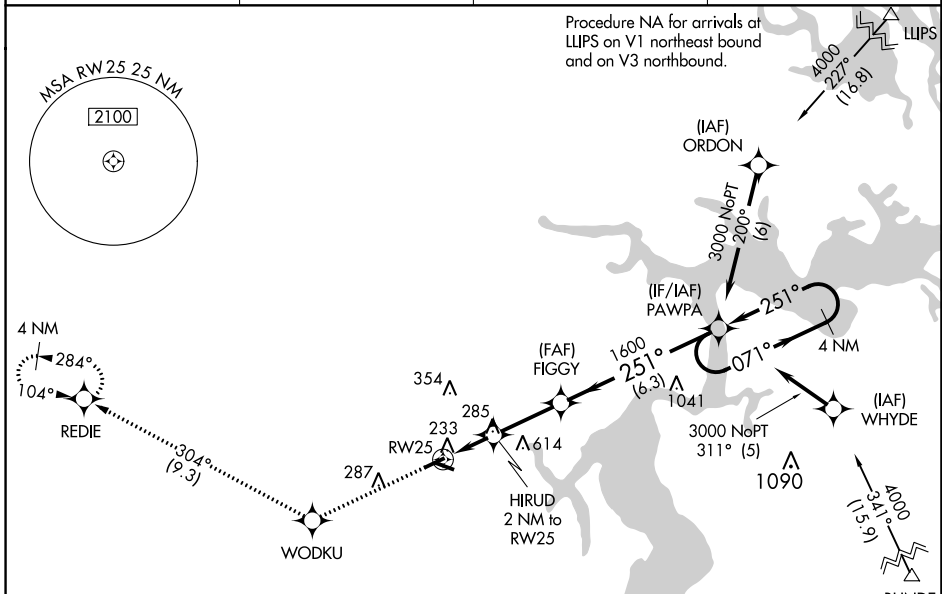 Procedure NA for arrivals at
LLIPS on V1 northeast bound
and on V3 northbound.
LLIPS
MSA RW25 25 NM
2100
4000
227°
(16.8)
(IAF)
ORDON
3000 NoPT
200°
(6)
(IF/IAF)
PAWPA
251°
071°
4 NM
4 NM
284°
104°
REDIE
(FAF)
FIGGY
1600
251°
(6.3)
1041
354
285
233
RW25
614
287
(IAF)
WHYDE
3000 NoPT
311° (5)
1090
304°
(9.3)
HIRUD
2 NM to
RW25
WODKU
4000
341°
(15.9)